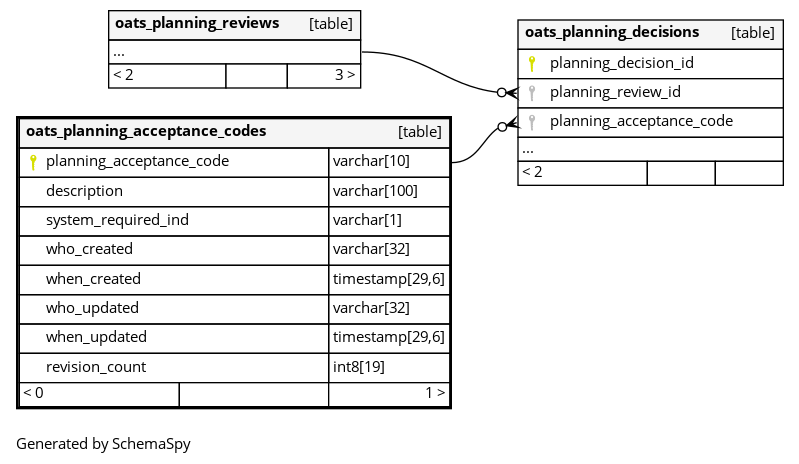 oats_planning_reviews [table]
...
< 2 3 >
oats_planning_decisions [table]
planning_decision_id
planning_review_id
planning_acceptance_code
...
< 2
oats_planning_acceptance_codes [table]
planning_acceptance_code varchar[10]
description varchar[100]
system_required_ind varchar[1]
who_created varchar[32]
when_created timestamp[29,6]
who_updated varchar[32]
when_updated timestamp[29,6]
revision_count int8[19]
< 0 1 >
Generated by SchemaSpy